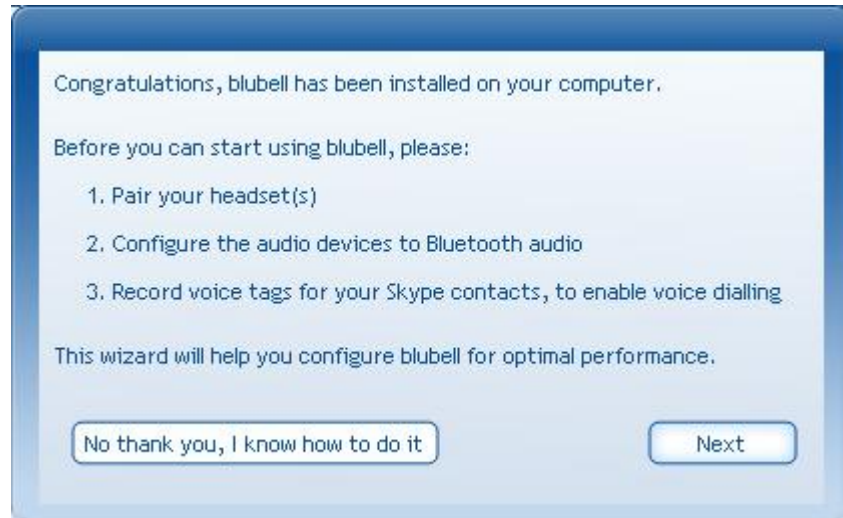 Congratulations, blubell has been installed on your computer.
Before you can start using blubell, please:
1. Pair your headset(s)
2. Configure the audio devices to Bluetooth audio
3. Record voice tags for your Skype contacts, to enable voice dialling
This wizard will help you configure blubell for optimal performance.
No thank you, I know how to do it
Next